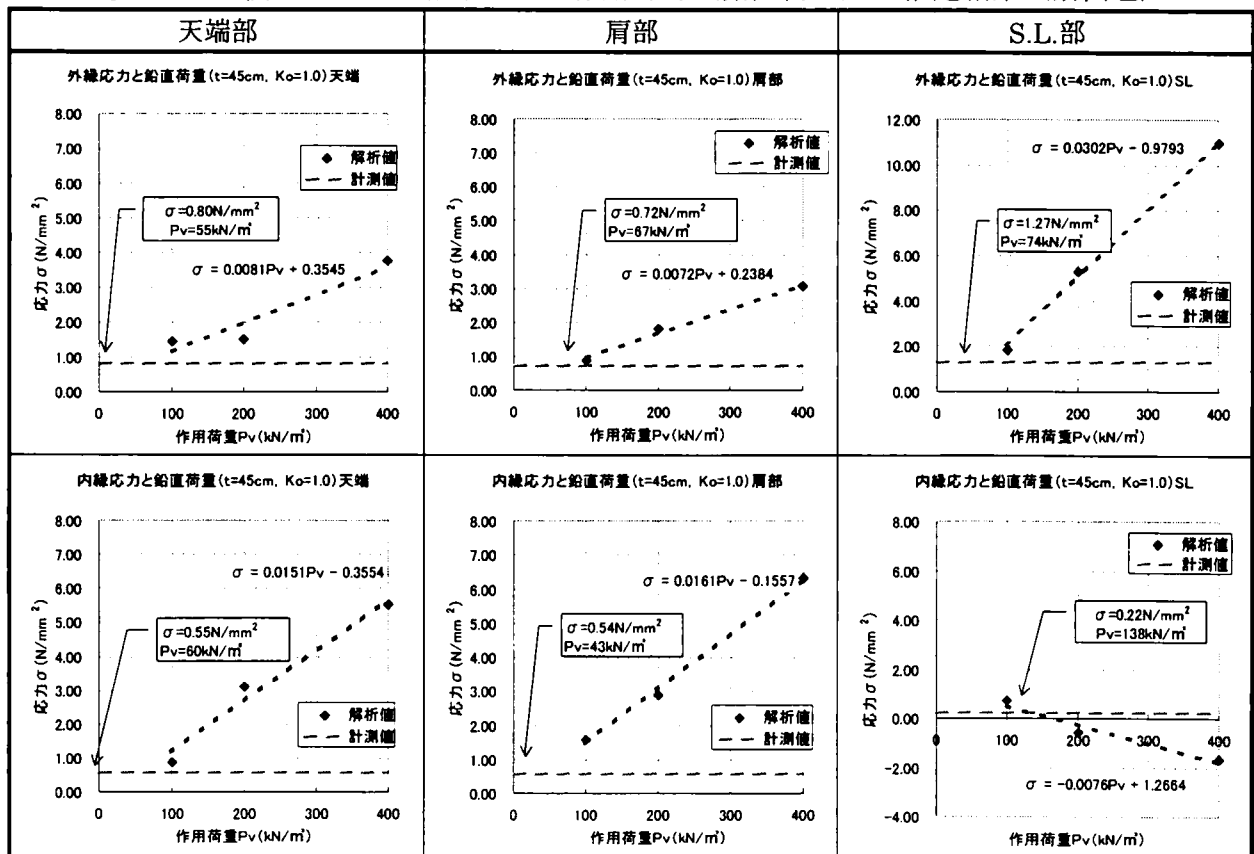 天端部
肩部
S.L.部
外縁応力と鉛直荷重(t=45cm, Ko=1.0)天端
8.00
7.00
6.00
5.00
4.00
3.00
2.00
1.00
0.00
応力σ(N/mm²)
◆ 解析値
― ― 計測値
σ=0.80N/mm²
Pv=55kN/㎡
σ = 0.0081Pv + 0.3545
0 100 200 300 400
作用荷重Pv(kN/㎡)
外縁応力と鉛直荷重(t=45cm, Ko=1.0)肩部
8.00
7.00
6.00
5.00
4.00
3.00
2.00
1.00
0.00
応力σ(N/mm²)
◆ 解析値
― ― 計測値
σ=0.72N/mm²
Pv=67kN/㎡
σ = 0.0072Pv + 0.2384
0 100 200 300 400
作用荷重Pv(kN/㎡)
外縁応力と鉛直荷重(t=45cm, Ko=1.0)SL
12.00
10.00
8.00
6.00
4.00
2.00
0.00
応力σ(N/mm²)
σ = 0.0302Pv − 0.9793
σ=1.27N/mm²
Pv=74kN/㎡
◆ 解析値
― ― 計測値
0 100 200 300 400
作用荷重Pv(kN/㎡)
内縁応力と鉛直荷重(t=45cm, Ko=1.0)天端
8.00
7.00
6.00
5.00
4.00
3.00
2.00
1.00
0.00
応力σ(N/mm²)
σ = 0.0151Pv − 0.3554
σ=0.55N/mm²
Pv=60kN/㎡
◆ 解析値
― ― 計測値
0 100 200 300 400
作用荷重Pv(kN/㎡)
内縁応力と鉛直荷重(t=45cm, Ko=1.0)肩部
8.00
7.00
6.00
5.00
4.00
3.00
2.00
1.00
0.00
応力σ(N/mm²)
σ = 0.0161Pv − 0.1557
σ=0.54N/mm²
Pv=43kN/㎡
◆ 解析値
― ― 計測値
0 100 200 300 400
作用荷重Pv(kN/㎡)
内縁応力と鉛直荷重(t=45cm, Ko=1.0)SL
8.00
6.00
4.00
2.00
0.00
-2.00
-4.00
応力σ(N/mm²)
◆ 解析値
― ― 計測値
σ=0.22N/mm²
Pv=138kN/㎡
0 100 200 300 400
σ = −0.0076Pv + 1.2664
作用荷重Pv(kN/㎡)